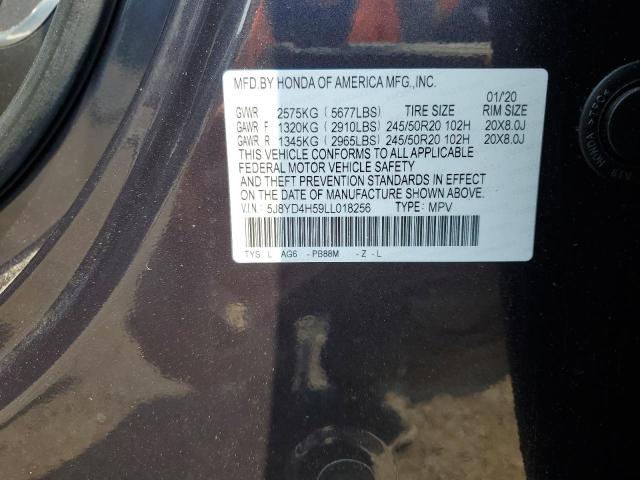 MFD.BY HONDA OF AMERICA MFG.,INC.
01/20
GVWR 2575KG (5677LBS) TIRE SIZE RIM SIZE
GAWR F 1320KG (2910LBS) 245/50R20 102H 20X8.0J
GAWR R 1345KG (2965LBS) 245/50R20 102H 20X8.0J
THIS VEHICLE CONFORMS TO ALL APPLICABLE
FEDERAL MOTOR VEHICLE SAFETY
AND THEFT PREVENTION STANDARDS IN EFFECT
ON THE DATE OF MANUFACTURE SHOWN ABOVE.
V.I.N: 5J8YD4H59LL018256 TYPE: MPV
TYS L AG6 -PB88M -Z -L
HONDA